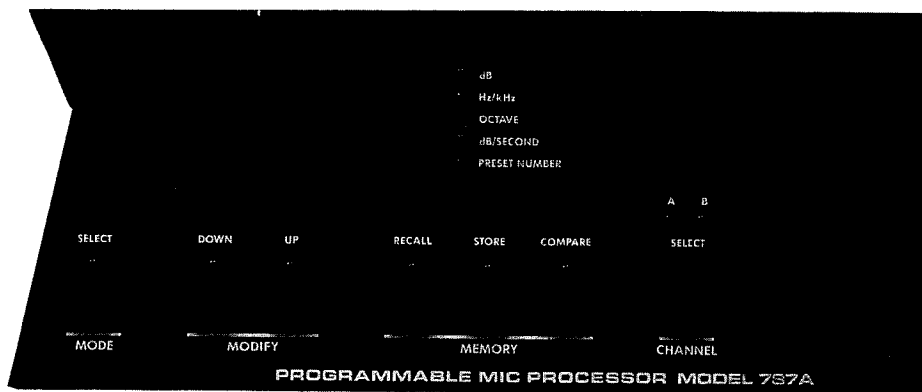 dB
Hz/kHz
OCTAVE
dB/SECOND
PRESET NUMBER
A B
SELECT DOWN UP RECALL STORE COMPARE SELECT
MODE MODIFY MEMORY CHANNEL
PROGRAMMABLE MIC PROCESSOR MODEL 787A